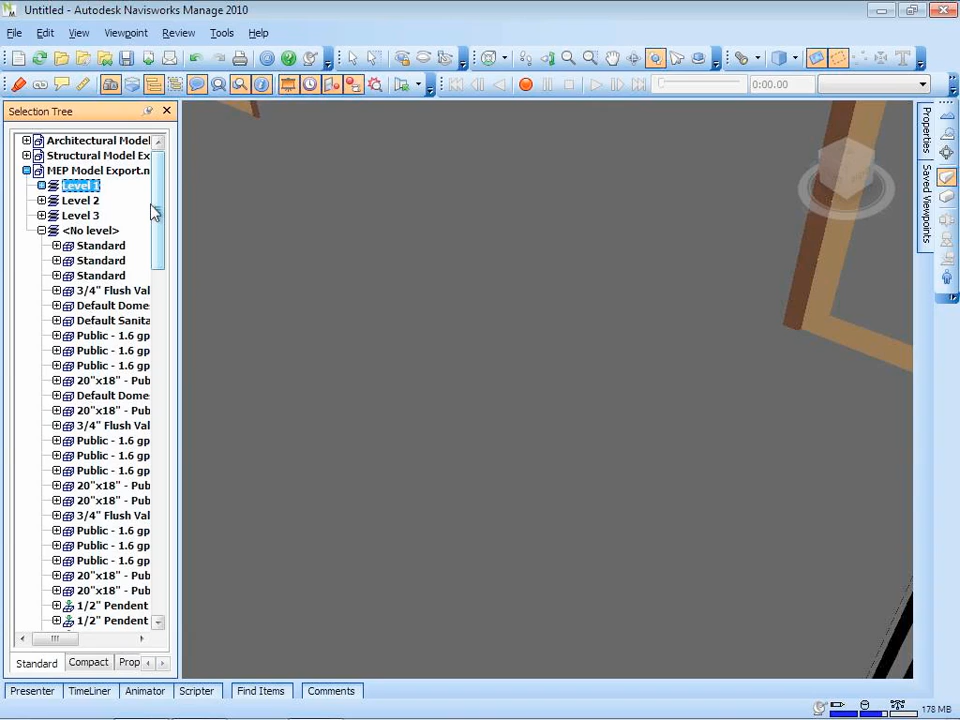 Untitled - Autodesk Navisworks Manage 2010
File Edit View Viewpoint Review Tools Help
0:00.00
Selection Tree
Architectural Model
Structural Model Ex
MEP Model Export.n
Level 1
Level 2
Level 3
<No level>
Standard
Standard
Standard
3/4" Flush Val
Default Dome
Default Sanita
Public - 1.6 gp
Public - 1.6 gp
Public - 1.6 gp
20"x18" - Pub
Default Dome
20"x18" - Pub
3/4" Flush Val
Public - 1.6 gp
Public - 1.6 gp
Public - 1.6 gp
20"x18" - Pub
20"x18" - Pub
3/4" Flush Val
Public - 1.6 gp
Public - 1.6 gp
Public - 1.6 gp
20"x18" - Pub
20"x18" - Pub
1/2" Pendent
1/2" Pendent
Standard Compact Prop
Properties
Saved Viewpoints
Presenter TimeLiner Animator Scripter Find Items Comments
178 MB